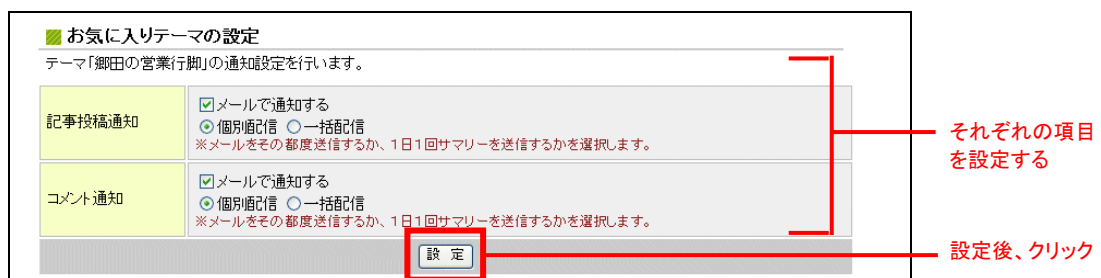 お気に入りテーマの設定
テーマ「郷田の営業行脚」の通知設定を行います。
記事投稿通知
メールで通知する
個別配信 一括配信
※メールをその都度送信するか、1日1回サマリーを送信するかを選択します。
コメント通知
メールで通知する
個別配信 一括配信
※メールをその都度送信するか、1日1回サマリーを送信するかを選択します。
設 定
それぞれの項目
を設定する
設定後、クリック